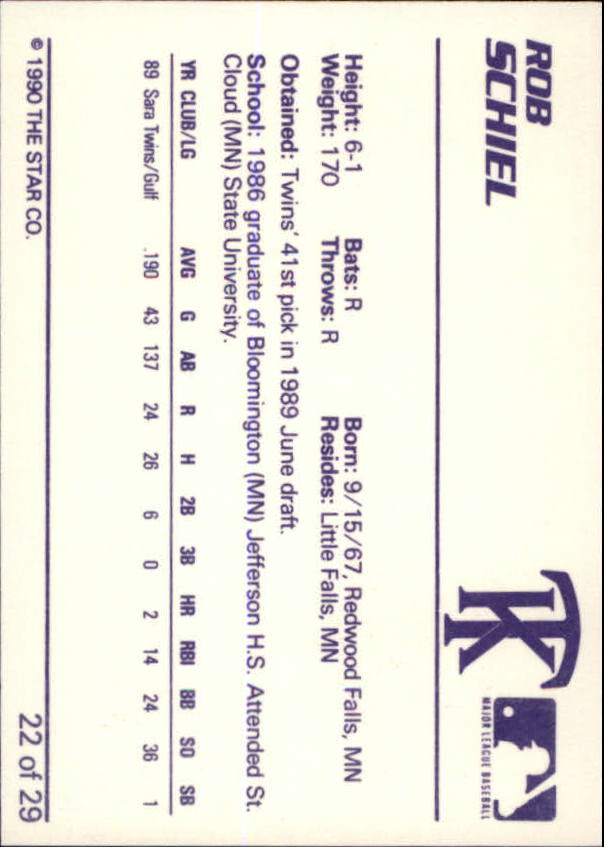 ROB
SCHIEL
TK
MAJOR LEAGUE BASEBALL
Height: 6-1 Bats: R Born: 9/15/67, Redwood Falls, MN
Weight: 170 Throws: R Resides: Little Falls, MN
Obtained: Twins' 41st pick in 1989 June draft.
School: 1986 graduate of Bloomington (MN) Jefferson H.S. Attended St.
Cloud (MN) State University.
YR CLUB/LG AVG G AB R H 2B 3B HR RBI BB SO SB
89 Sara Twins/Gulf .190 43 137 24 26 6 0 2 14 24 36 1
© 1990 THE STAR CO. 22 of 29